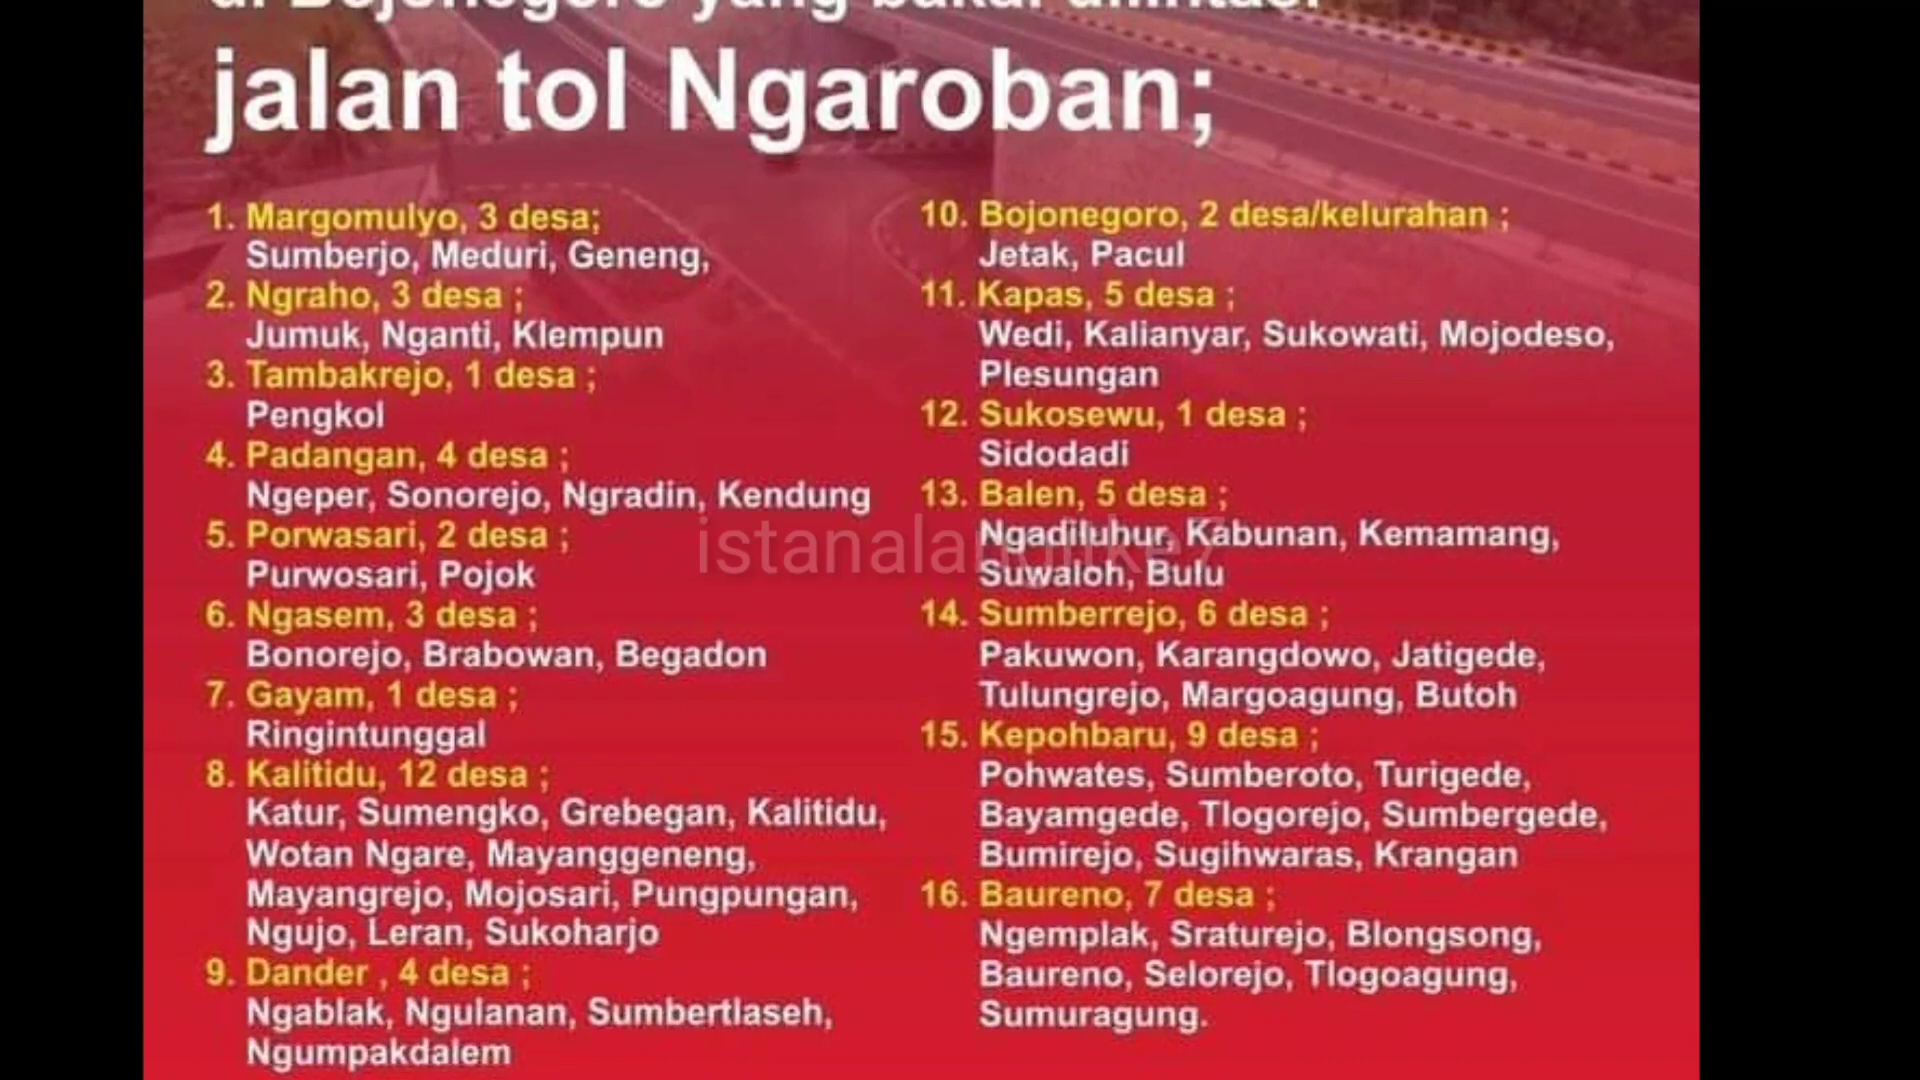 di Bojonegoro yang bakal dilintasi
jalan tol Ngaroban;
1. Margomulyo, 3 desa;
Sumberjo, Meduri, Geneng,
2. Ngraho, 3 desa ;
Jumuk, Nganti, Klempun
3. Tambakrejo, 1 desa ;
Pengkol
4. Padangan, 4 desa ;
Ngeper, Sonorejo, Ngradin, Kendung
5. Porwasari, 2 desa ;
Purwosari, Pojok
6. Ngasem, 3 desa ;
Bonorejo, Brabowan, Begadon
7. Gayam, 1 desa ;
Ringintunggal
8. Kalitidu, 12 desa ;
Katur, Sumengko, Grebegan, Kalitidu,
Wotan Ngare, Mayanggeneng,
Mayangrejo, Mojosari, Pungpungan,
Ngujo, Leran, Sukoharjo
9. Dander , 4 desa ;
Ngablak, Ngulanan, Sumbertlaseh,
Ngumpakdalem
10. Bojonegoro, 2 desa/kelurahan ;
Jetak, Pacul
11. Kapas, 5 desa ;
Wedi, Kalianyar, Sukowati, Mojodeso,
Plesungan
12. Sukosewu, 1 desa ;
Sidodadi
13. Balen, 5 desa ;
Ngadiluhur, Kabunan, Kemamang,
Suwaloh, Bulu
14. Sumberrejo, 6 desa ;
Pakuwon, Karangdowo, Jatigede,
Tulungrejo, Margoagung, Butoh
15. Kepohbaru, 9 desa ;
Pohwates, Sumberoto, Turigede,
Bayamgede, Tlogorejo, Sumbergede,
Bumirejo, Sugihwaras, Krangan
16. Baureno, 7 desa ;
Ngemplak, Sraturejo, Blongsong,
Baureno, Selorejo, Tlogoagung,
Sumuragung.